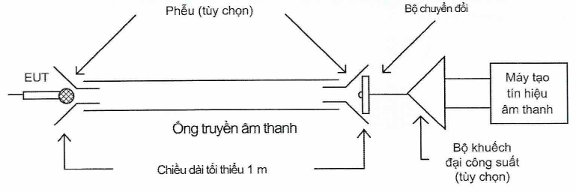 Phễu (tùy chọn)
Bộ chuyển đổi
EUT
Máy tạo
tín hiệu
âm thanh
Ống truyền âm thanh
Chiều dài tối thiểu 1 m
Bộ khuếch
đại công suất
(tùy chọn)